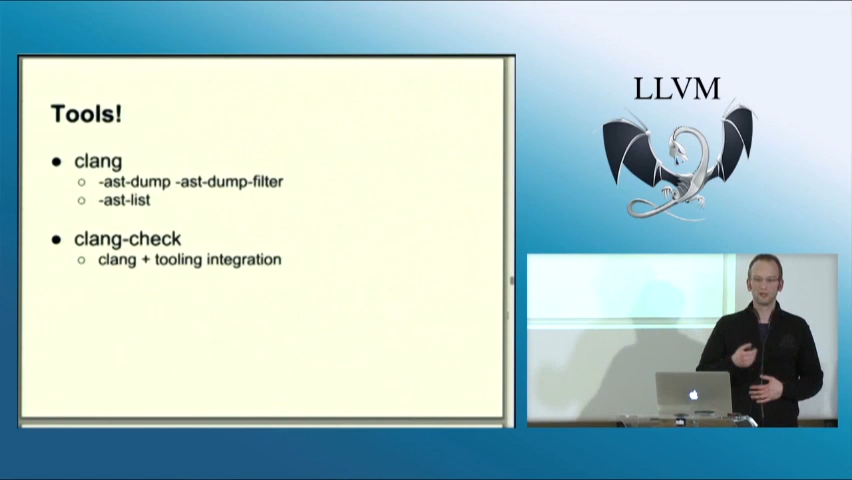 Tools!
● clang
○ -ast-dump -ast-dump-filter
○ -ast-list
● clang-check
○ clang + tooling integration
LLVM